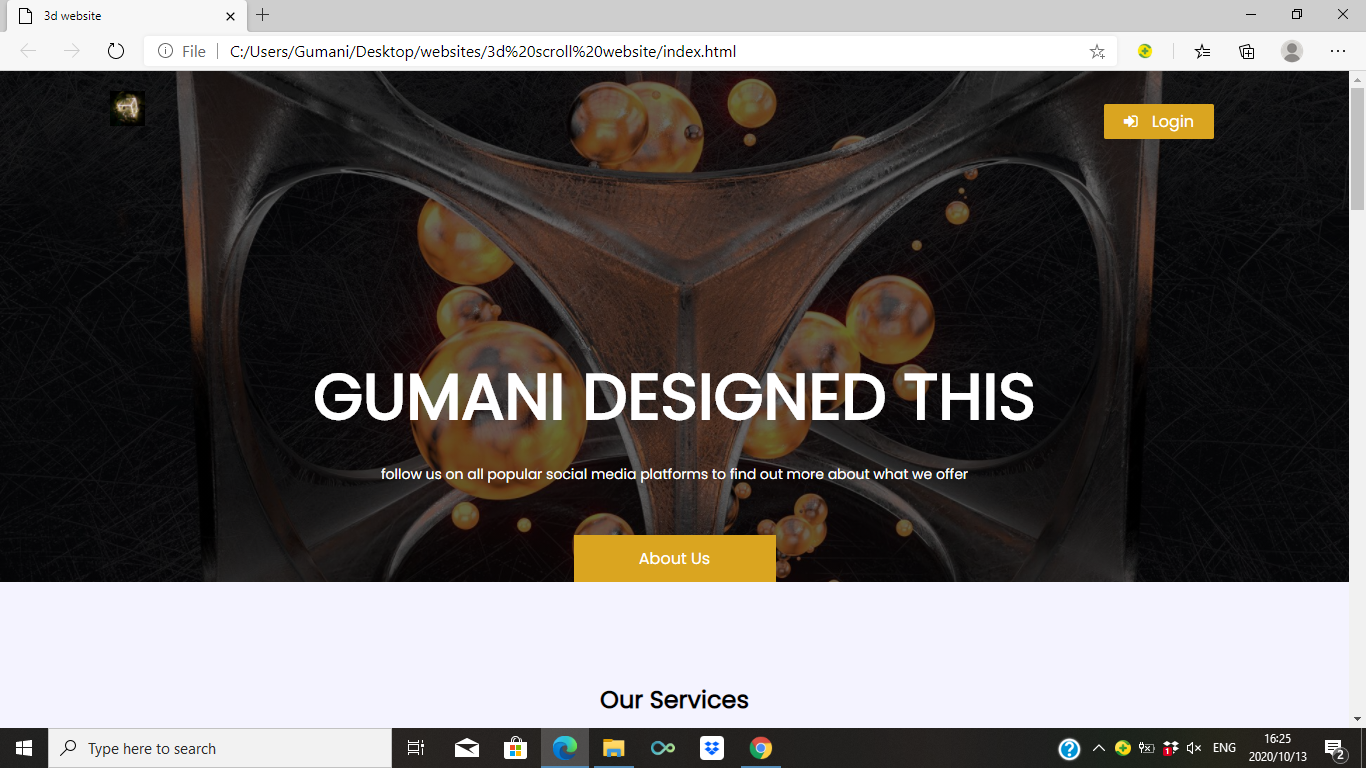 3d website
File
C:/Users/Gumani/Desktop/websites/3d%20scroll%20website/index.html
Login
GUMANI DESIGNED THIS
follow us on all popular social media platforms to find out more about what we offer
About Us
Our Services
Type here to search
1
ENG
16:25
2020/10/13
2